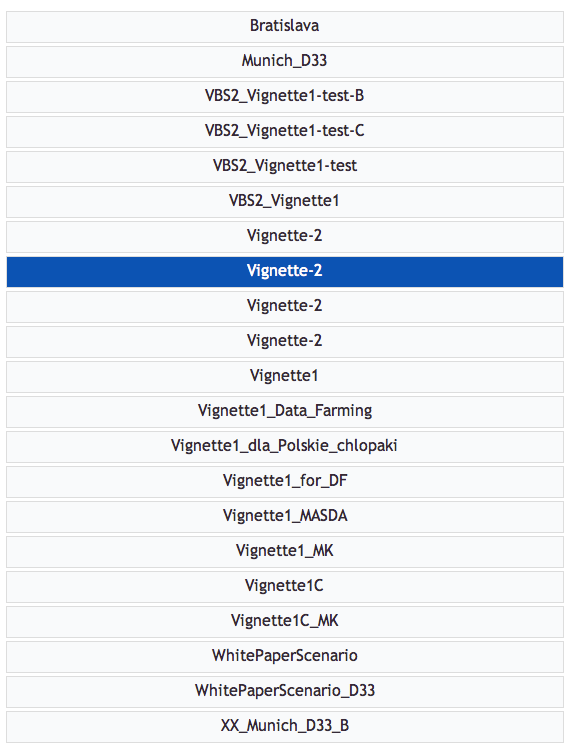 Bratislava
Munich_D33
VBS2_Vignette1-test-B
VBS2_Vignette1-test-C
VBS2_Vignette1-test
VBS2_Vignette1
Vignette-2
Vignette-2
Vignette-2
Vignette-2
Vignette1
Vignette1_Data_Farming
Vignette1_dla_Polskie_chlopaki
Vignette1_for_DF
Vignette1_MASDA
Vignette1_MK
Vignette1C
Vignette1C_MK
WhitePaperScenario
WhitePaperScenario_D33
XX_Munich_D33_B